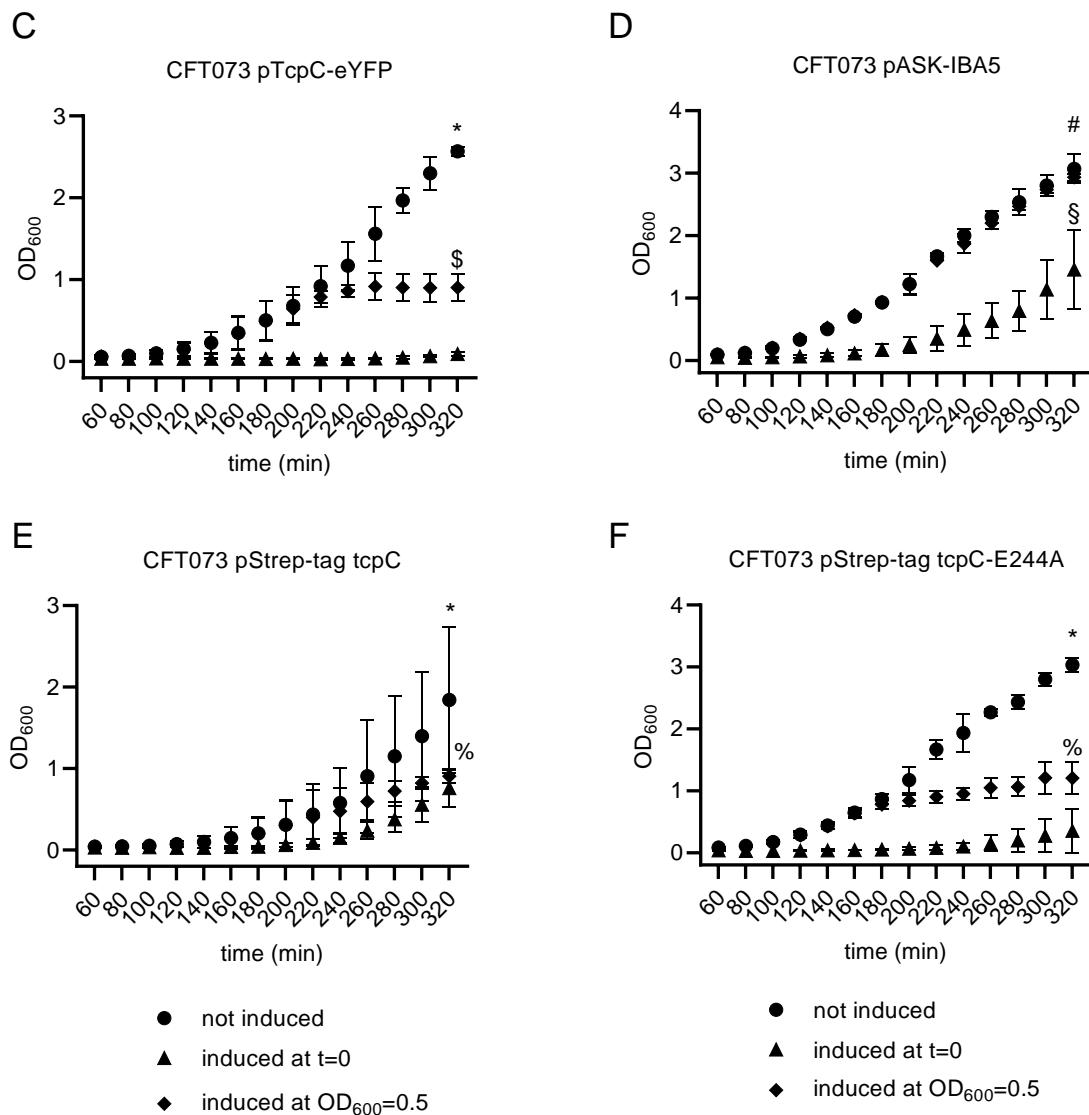 C
CFT073 pTcpC-eYFP
3
2
1
0
OD600
*
$
60 80 100 120 140 160 180 200 220 240 260 280 300 320
time (min)
D
CFT073 pASK-IBA5
4
3
2
1
0
OD600
#
§
60 80 100 120 140 160 180 200 220 240 260 280 300 320
time (min)
E
CFT073 pStrep-tag tcpC
3
2
1
0
OD600
*
%
60 80 100 120 140 160 180 200 220 240 260 280 300 320
time (min)
not induced
induced at t=0
induced at OD600=0.5
F
CFT073 pStrep-tag tcpC-E244A
4
3
2
1
0
OD600
*
%
60 80 100 120 140 160 180 200 220 240 260 280 300 320
time (min)
not induced
induced at t=0
induced at OD600=0.5